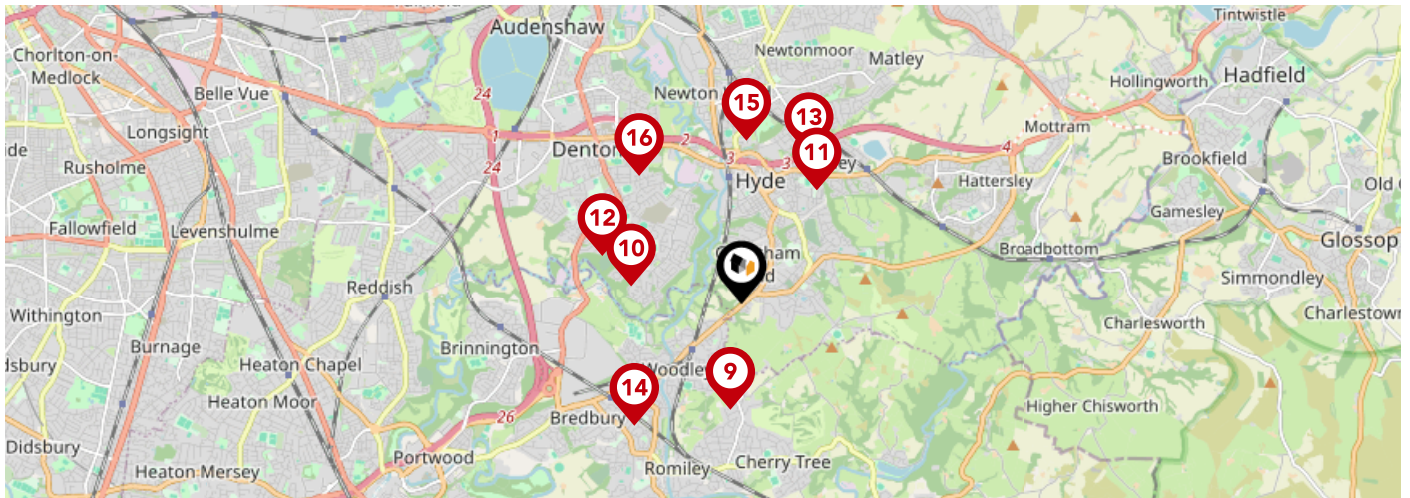 Audenshaw
Tintwistle
Chorlton-on-
Medlock
Newtonmoor
Matley
Hadfield
Hollingworth
Belle Vue
24
Newton
15
13
Longsight
1
16
2
Mottram
4
Denton
3
3
11
Brookfield
24
Rusholme
Hyde
Hattersley
Old
12
Gamesley
Fallowfield
Levenshulme
10
Broadbottom
Glossop
Simmondley
Reddish
Withington
Charlestown
Charlesworth
Burnage
Brinnington
Heaton Chapel
Woodley
9
14
Heaton Moor
26
Bredbury
Higher Chisworth
Didsbury
Portwood
Cherry Tree
Heaton Mersey
Romiley